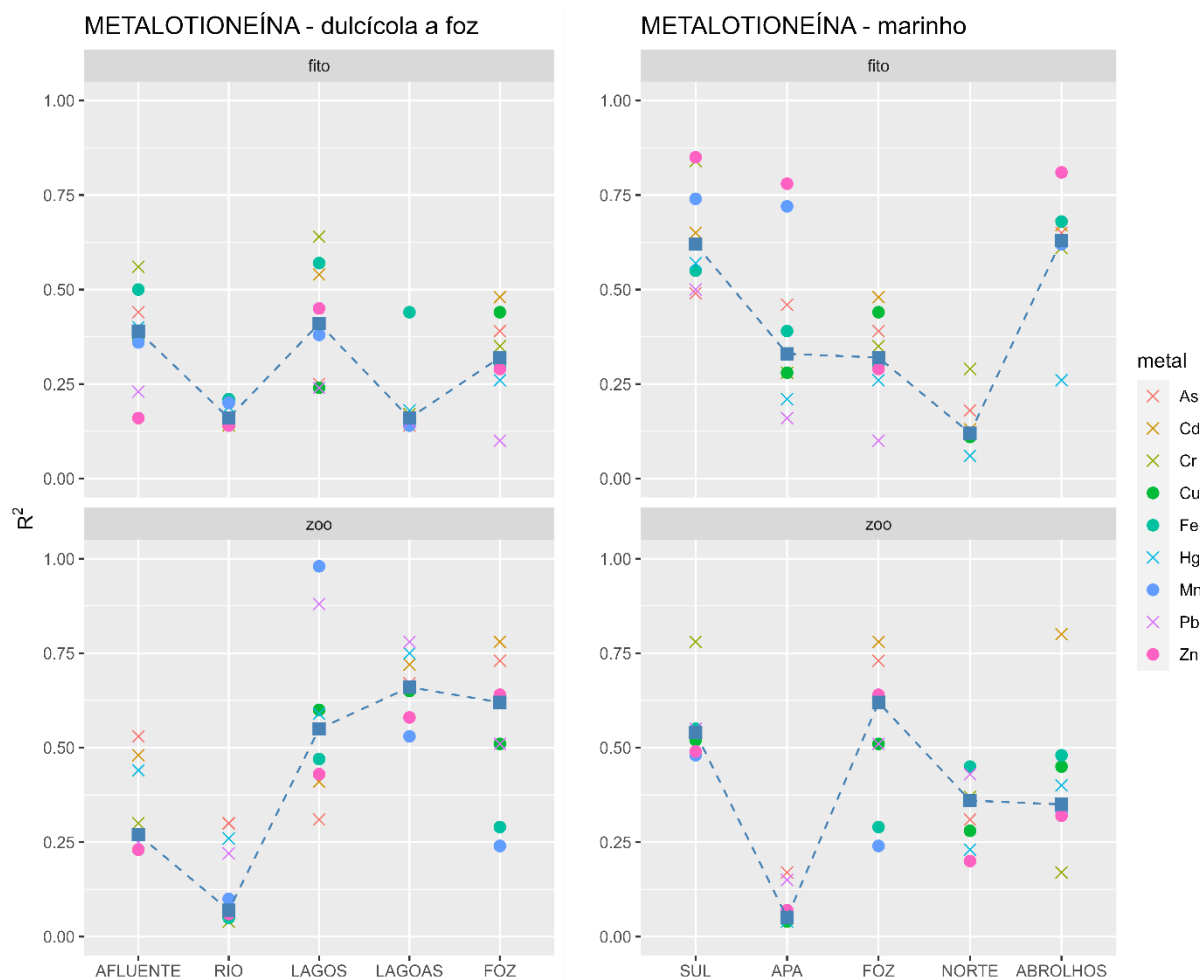 METALOTIONEÍNA - dulcícola a foz
fito
1.00
0.75
0.50
0.25
0.00
zoo
1.00
0.75
0.50
0.25
0.00
R²
AFLUENTE RIO LAGOS LAGOAS FOZ
METALOTIONEÍNA - marinho
fito
1.00
0.75
0.50
0.25
0.00
zoo
1.00
0.75
0.50
0.25
0.00
SUL APA FOZ NORTE ABROLHOS
metal
As
Cd
Cr
Cu
Fe
Hg
Mn
Pb
Zn